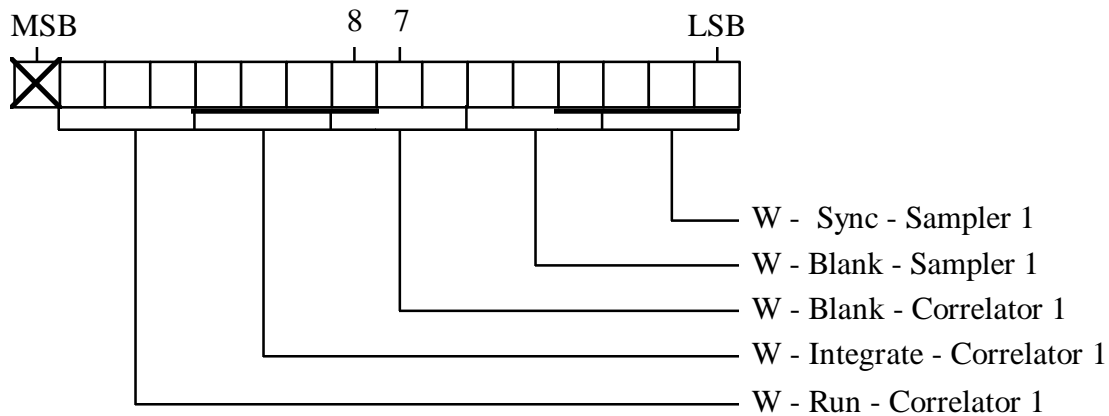 MSB 8 7 LSB
W - Sync - Sampler 1
W - Blank - Sampler 1
W - Blank - Correlator 1
W - Integrate - Correlator 1
W - Run - Correlator 1